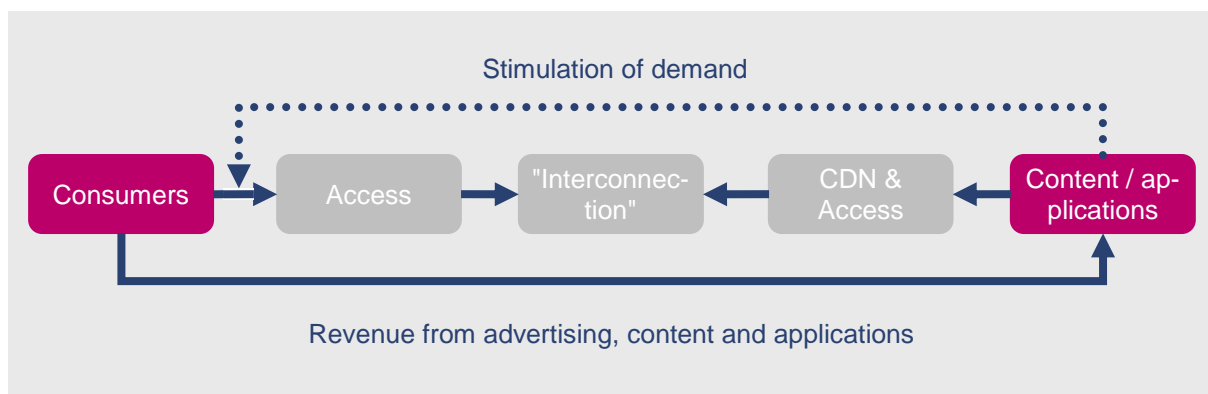 Stimulation of demand
Consumers
Access
"Interconnec-
tion"
CDN &
Access
Content / ap-
plications
Revenue from advertising, content and applications